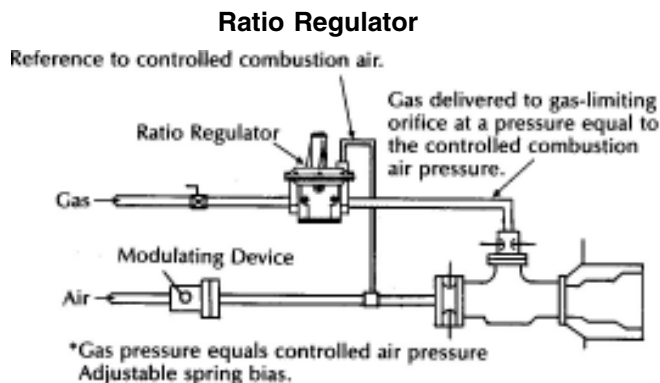 Ratio Regulator
Reference to controlled combustion air.
Gas delivered to gas-limiting
orifice at a pressure equal to
the controlled combustion
air pressure.
Ratio Regulator
Gas
Modulating Device
Air
*Gas pressure equals controlled air pressure
Adjustable spring bias.